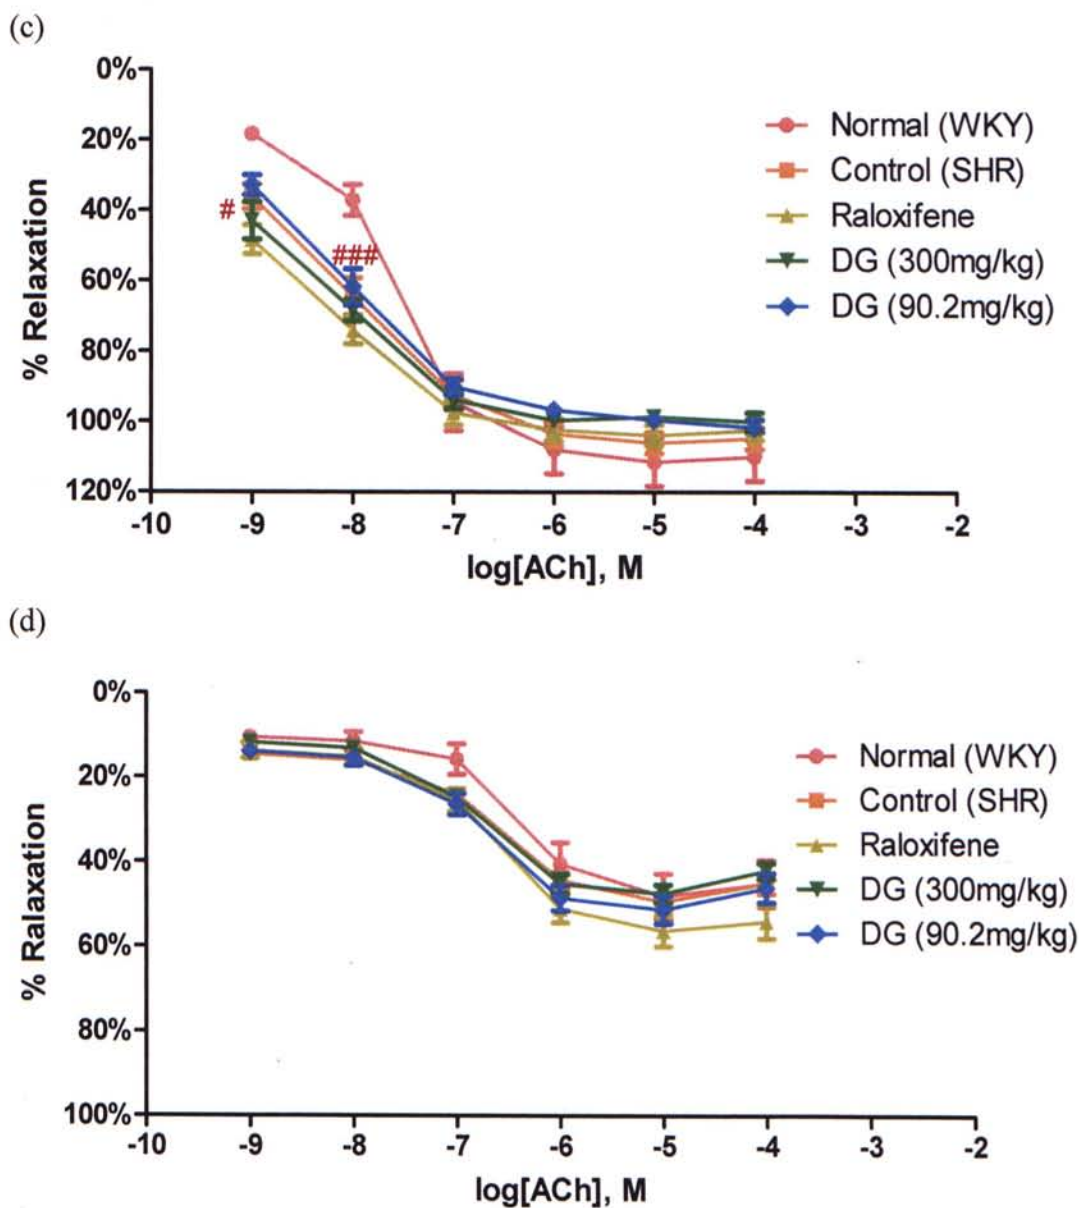 (c)
0%
20%
40%
60%
80%
100%
120%
% Relaxation
#
###
-10 -9 -8 -7 -6 -5 -4 -3 -2
log[ACh], M
Normal (WKY)
Control (SHR)
Raloxifene
DG (300mg/kg)
DG (90.2mg/kg)
(d)
0%
20%
40%
60%
80%
100%
% Ralaxation
-10 -9 -8 -7 -6 -5 -4 -3 -2
log[ACh], M
Normal (WKY)
Control (SHR)
Raloxifene
DG (300mg/kg)
DG (90.2mg/kg)